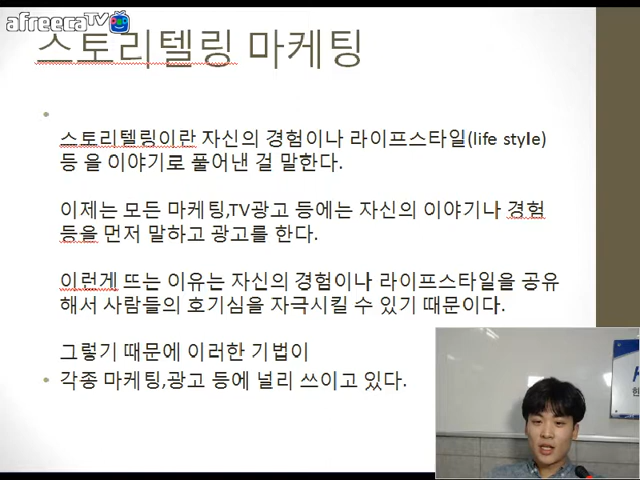 afreecaTV
스토리텔링 마케팅
스토리텔링이란 자신의 경험이나 라이프스타일(life style)
등 을 이야기로 풀어낸 걸 말한다.
이제는 모든 마케팅,TV광고 등에는 자신의 이야기나 경험
등을 먼저 말하고 광고를 한다.
이런게 뜨는 이유는 자신의 경험이나 라이프스타일을 공유
해서 사람들의 호기심을 자극시킬 수 있기 때문이다.
그렇기 때문에 이러한 기법이
각종 마케팅,광고 등에 널리 쓰이고 있다.